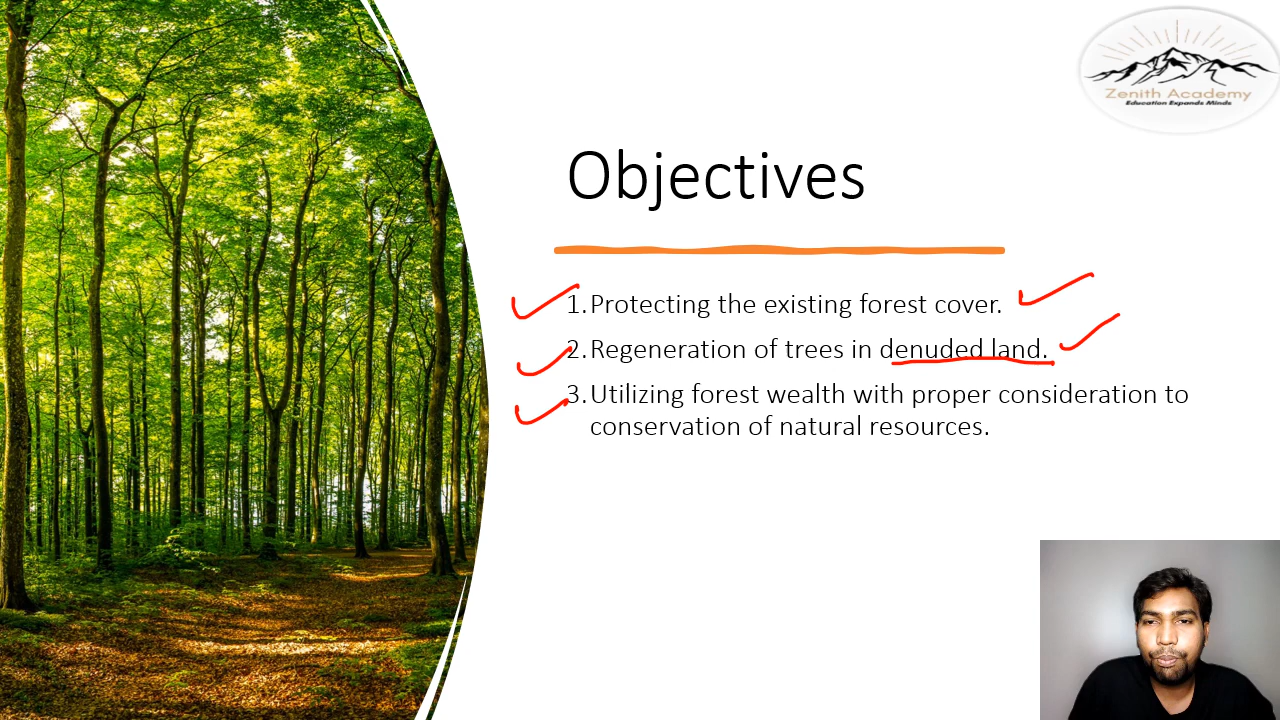 Zenith Academy
Education Expands Minds
Objectives
1. Protecting the existing forest cover.
2. Regeneration of trees in denuded land.
3. Utilizing forest wealth with proper consideration to
conservation of natural resources.